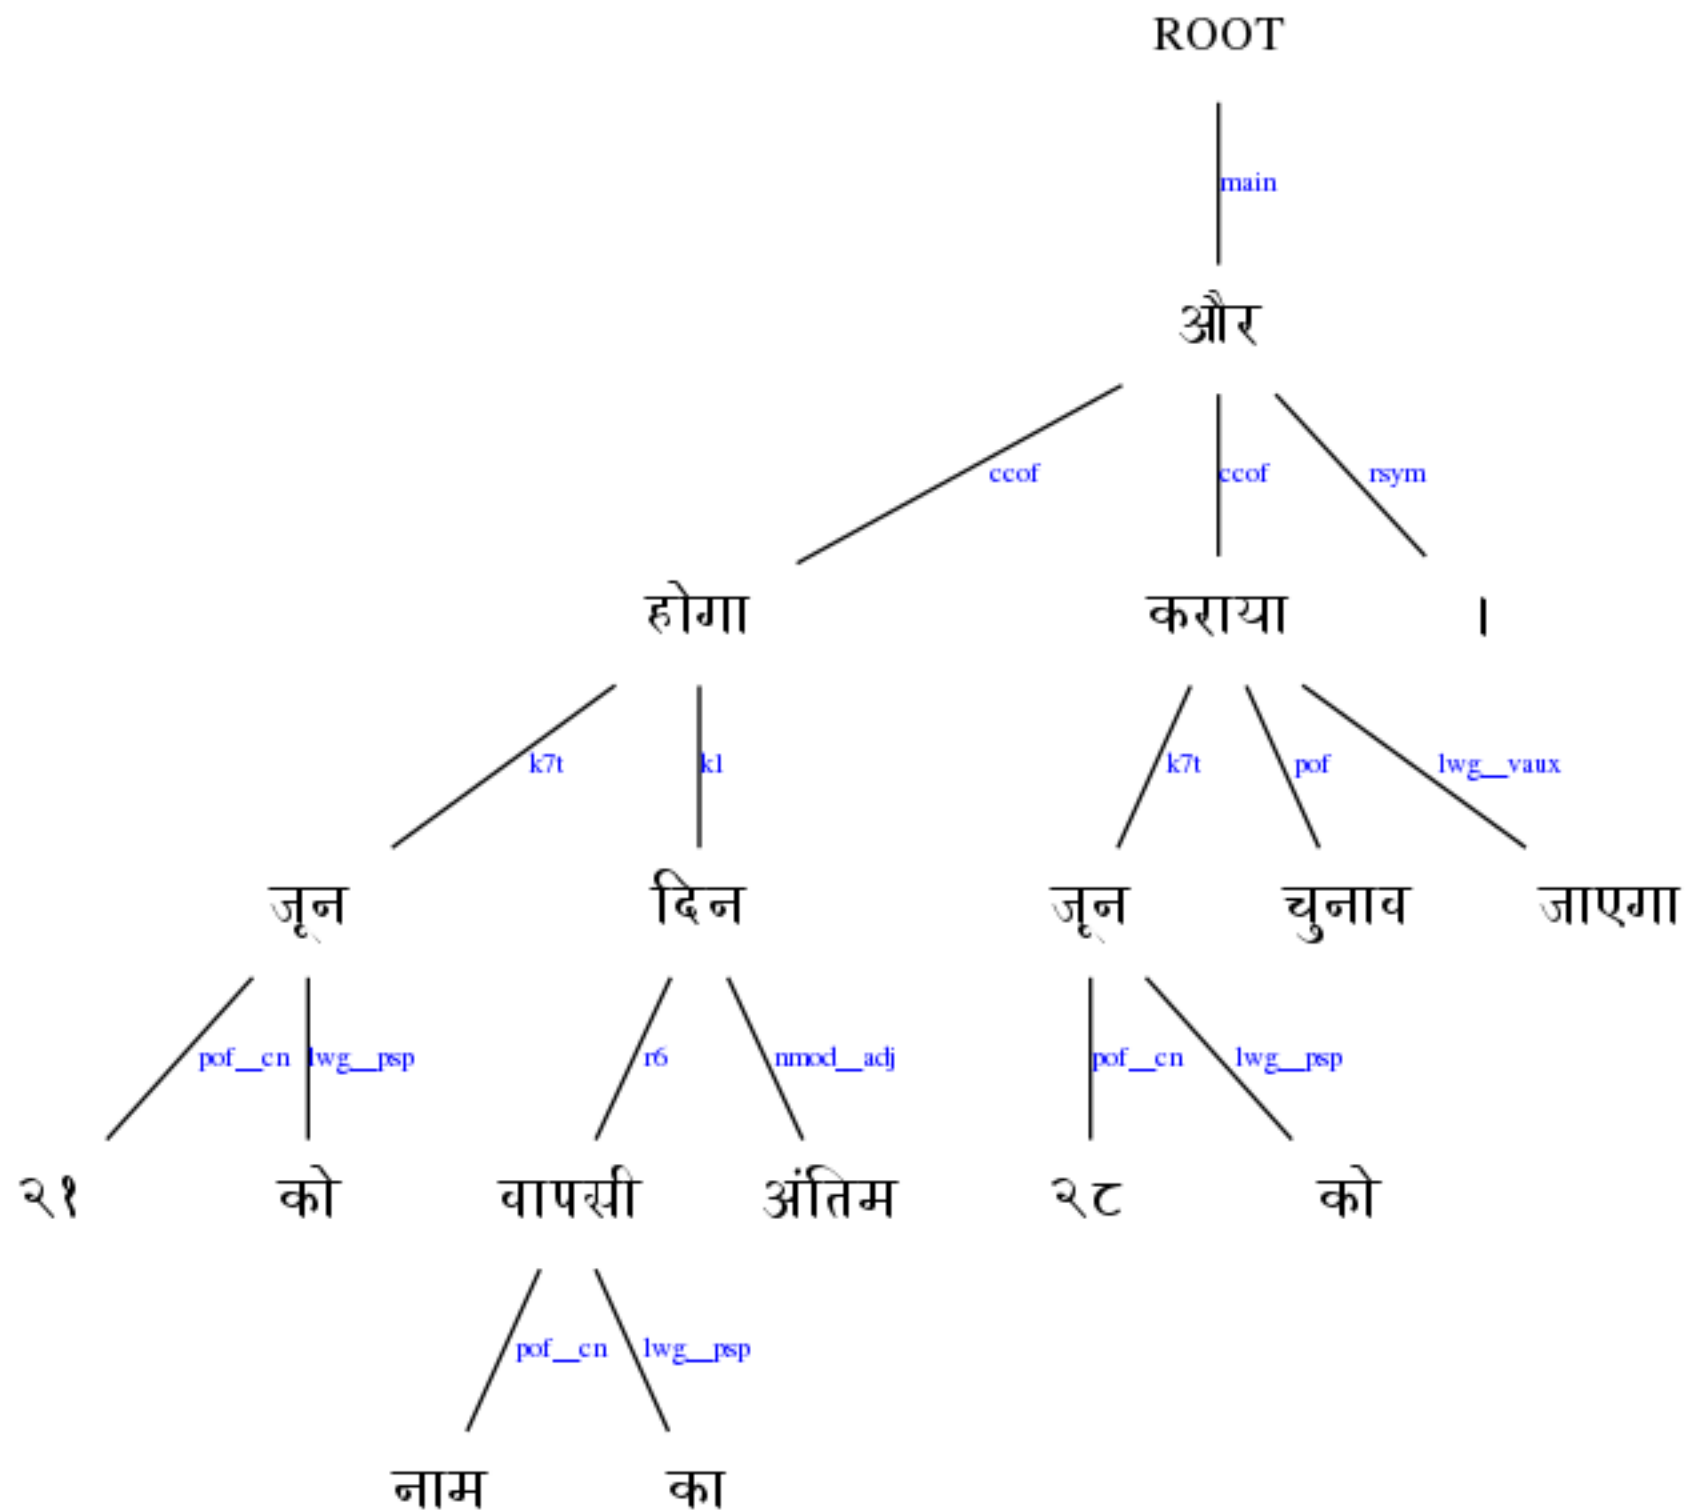 ROOT
main
और
ccof ccof rsym
होगा कराया ।
k7t k1 k7t pof lwg__vaux
जून दिन जून चुनाव जाएगा
pof__cn lwg__psp r6 nmod__adj pof__cn lwg__psp
२१ को वापसी अंतिम २८ को
pof__cn lwg__psp
नाम का